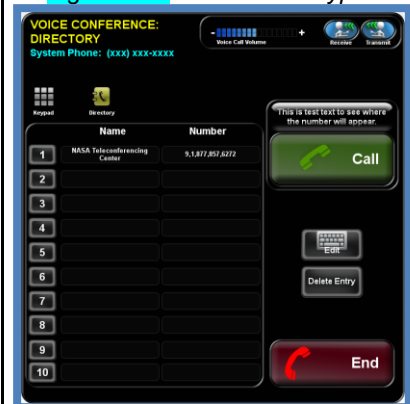 VOICE CONFERENCE:
DIRECTORY
System Phone: (xxx) xxx-xxxx
- +
Voice Call Volume
Receive Transmit
Keypad Directory
This is test text to see where
the number will appear.
Name Number
1 NASA Teleconferencing
Center 9,1,877,857,6272
Call
2
3
4
5
Edit
6
Delete Entry
7
8
9
End
10